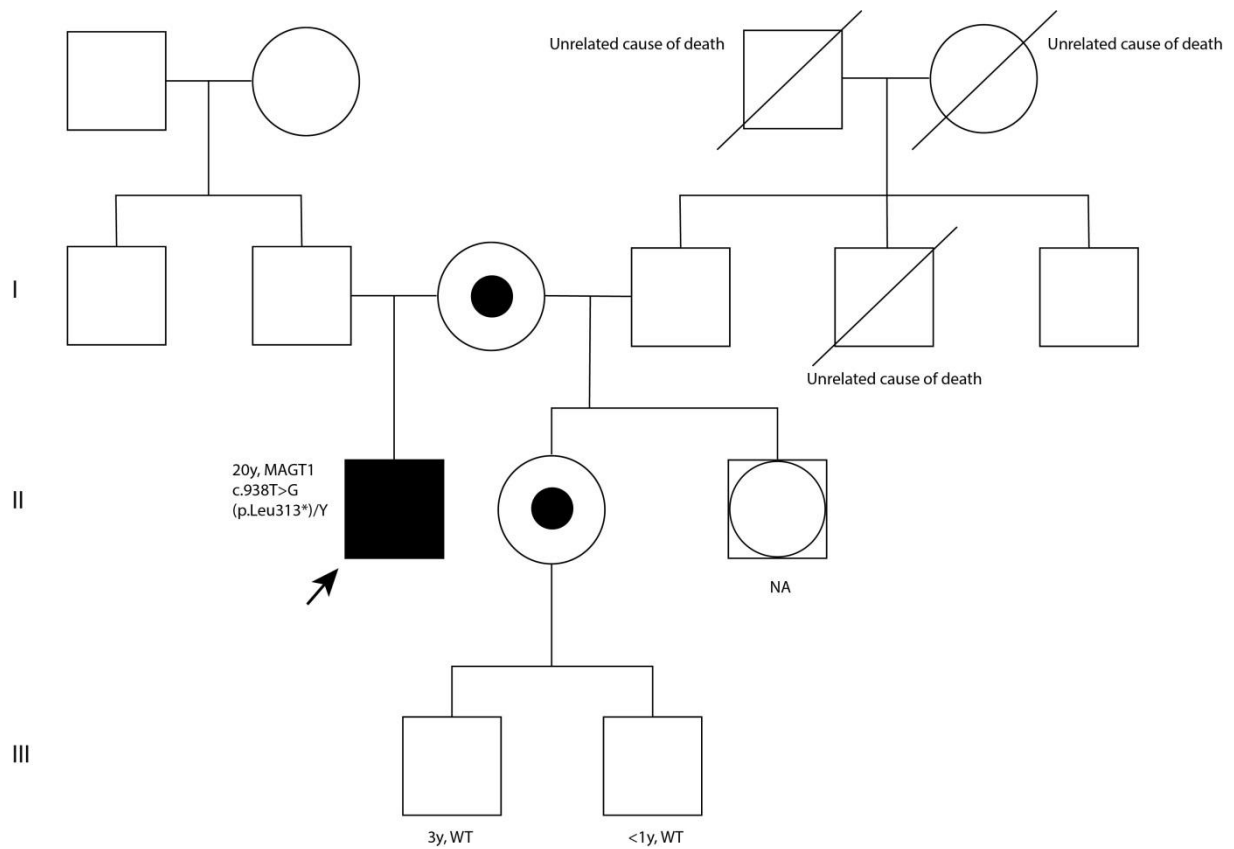 Unrelated cause of death
Unrelated cause of death
I
Unrelated cause of death
20y, MAGT1
c.938T>G
(p.Leu313*)/Y
II
NA
III
3y, WT
<1y, WT